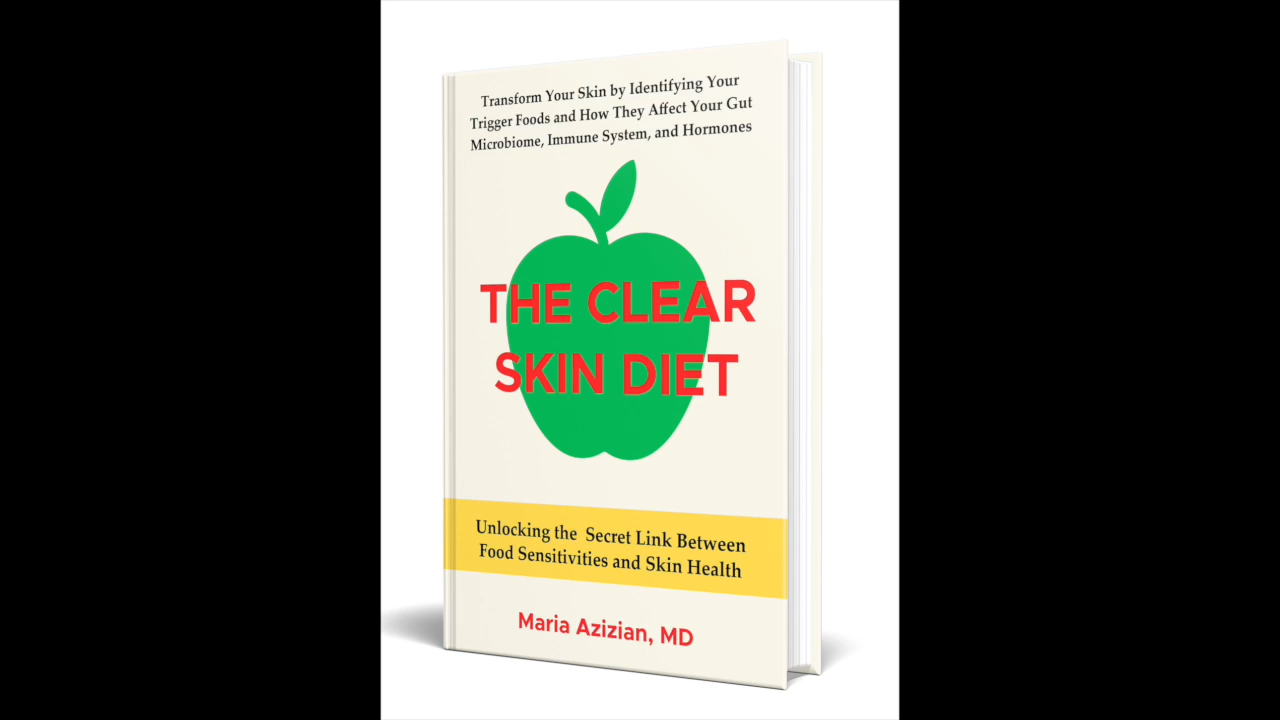 Transform Your Skin by Identifying Your
Trigger Foods and How They Affect Your Gut
Microbiome, Immune System, and Hormones
THE CLEAR
SKIN DIET
Unlocking the Secret Link Between
Food Sensitivities and Skin Health
Maria Azizian, MD